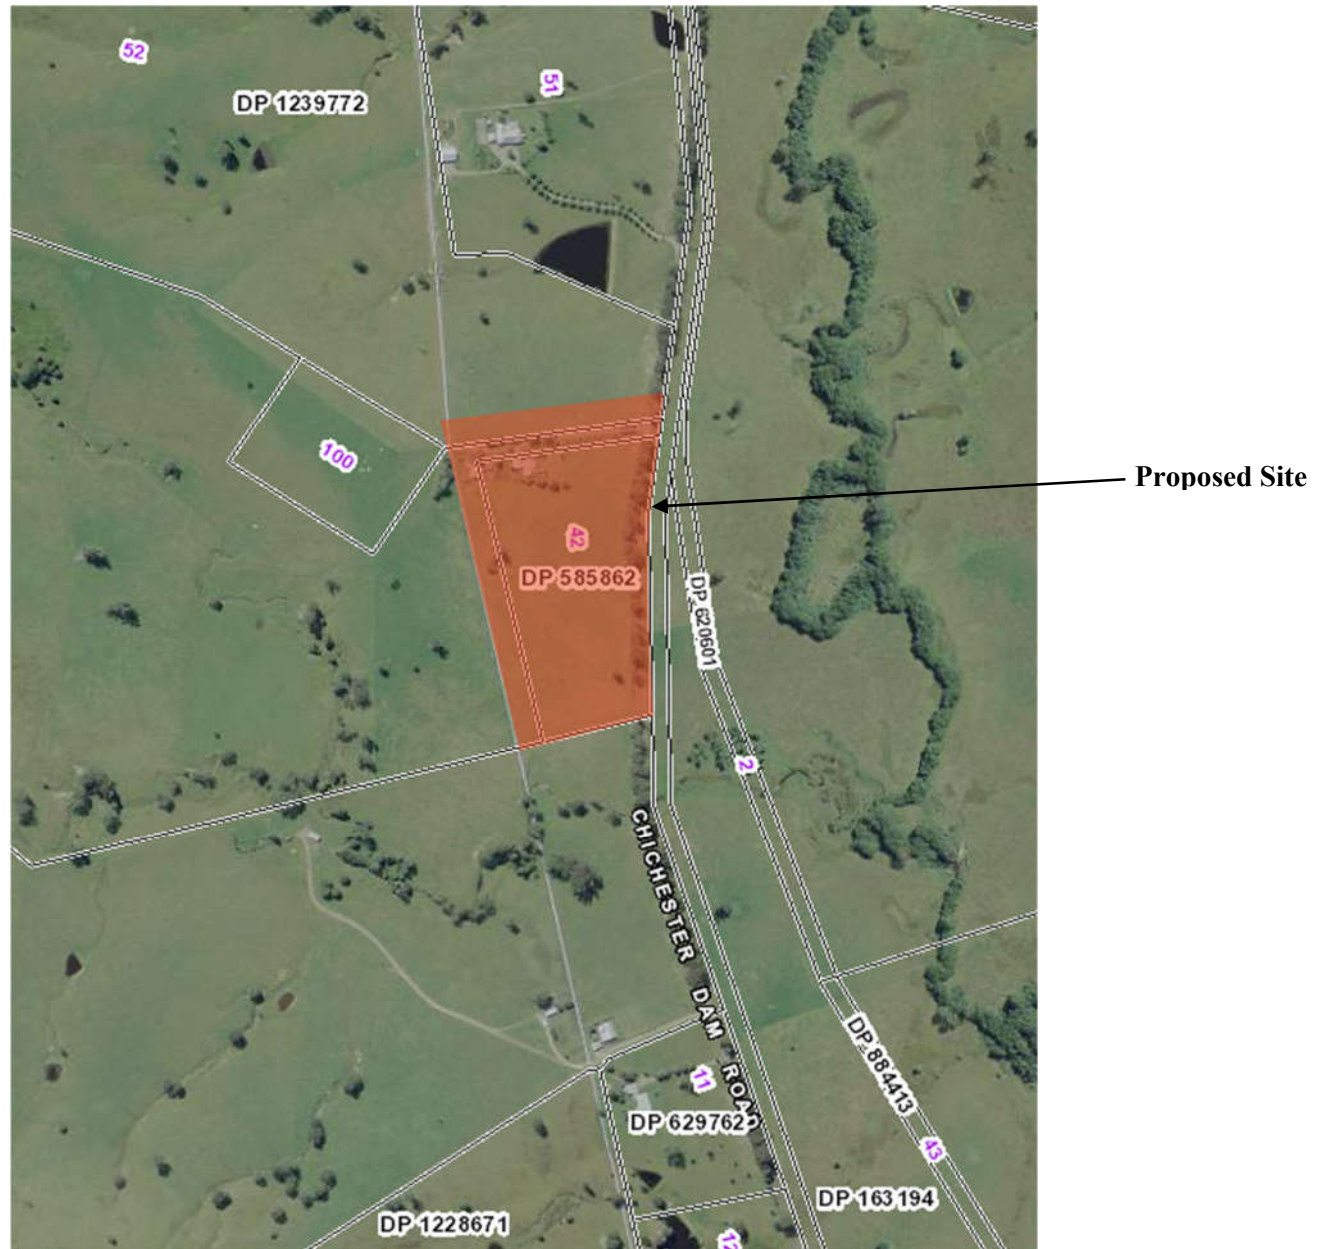 52
51
DP 1239772
100
Proposed Site
42
DP 585862
DP 620601
2
CHICHESTER DAM ROAD
DP 884413
11
DP 629762
43
DP 163194
DP 1228671